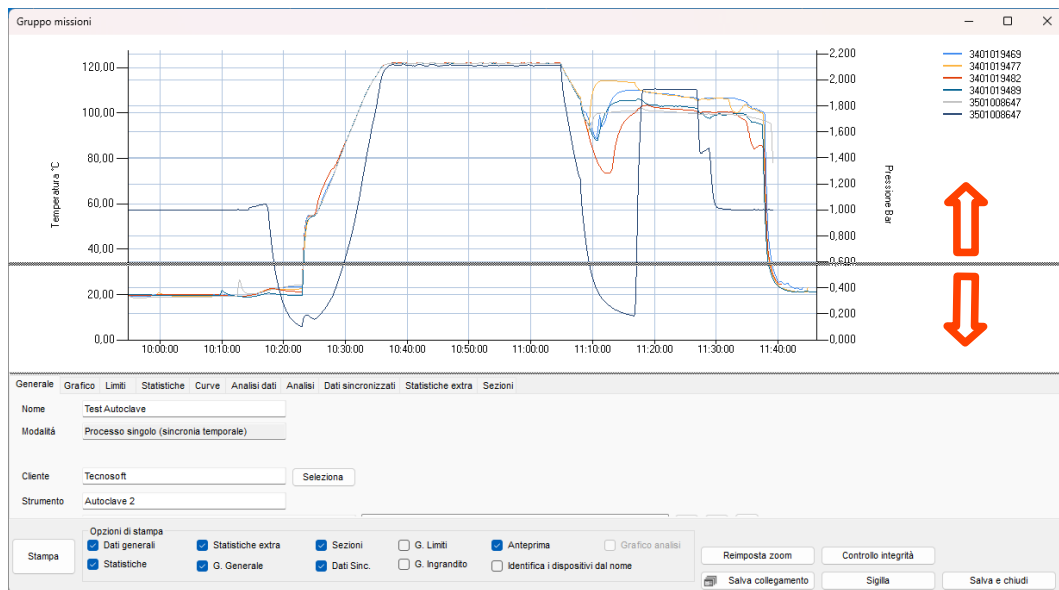 Gruppo missioni
120,00
100,00
80,00
60,00
40,00
20,00
0,00
Temperatura °C
2,200
2,000
1,800
1,600
1,400
1,200
1,000
0,800
0,600
0,400
0,200
0,000
Pressione Bar
10:00:00 10:10:00 10:20:00 10:30:00 10:40:00 10:50:00 11:00:00 11:10:00 11:20:00 11:30:00 11:40:00
3401019469
3401019477
3401019482
3401019489
3501008647
3501008647
Generale Grafico Limiti Statistiche Curve Analisi dati Analisi Dati sincronizzati Statistiche extra Sezioni
Nome Test Autoclave
Modalità Processo singolo (sincronia temporale)
Cliente Tecnosoft Seleziona
Strumento Autoclave 2
Stampa
Opzioni di stampa
Dati generali Statistiche extra Sezioni G. Limiti Anteprima Grafico analisi
Statistiche G. Generale Dati Sinc. G. Ingrandito Identifica i dispositivi dal nome
Reimposta zoom Controllo integrità
Salva collegamento Sigilla Salva e chiudi